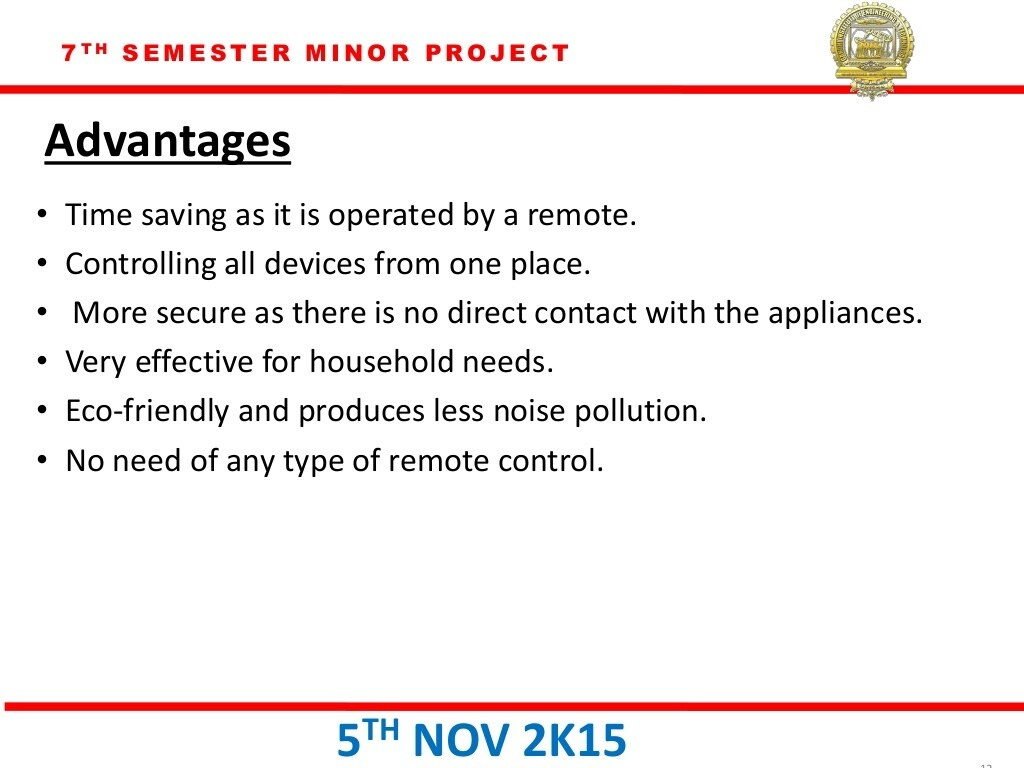 7TH SEMESTER MINOR PROJECT
Advantages
• Time saving as it is operated by a remote.
• Controlling all devices from one place.
• More secure as there is no direct contact with the appliances.
• Very effective for household needs.
• Eco-friendly and produces less noise pollution.
• No need of any type of remote control.
5TH NOV 2K15